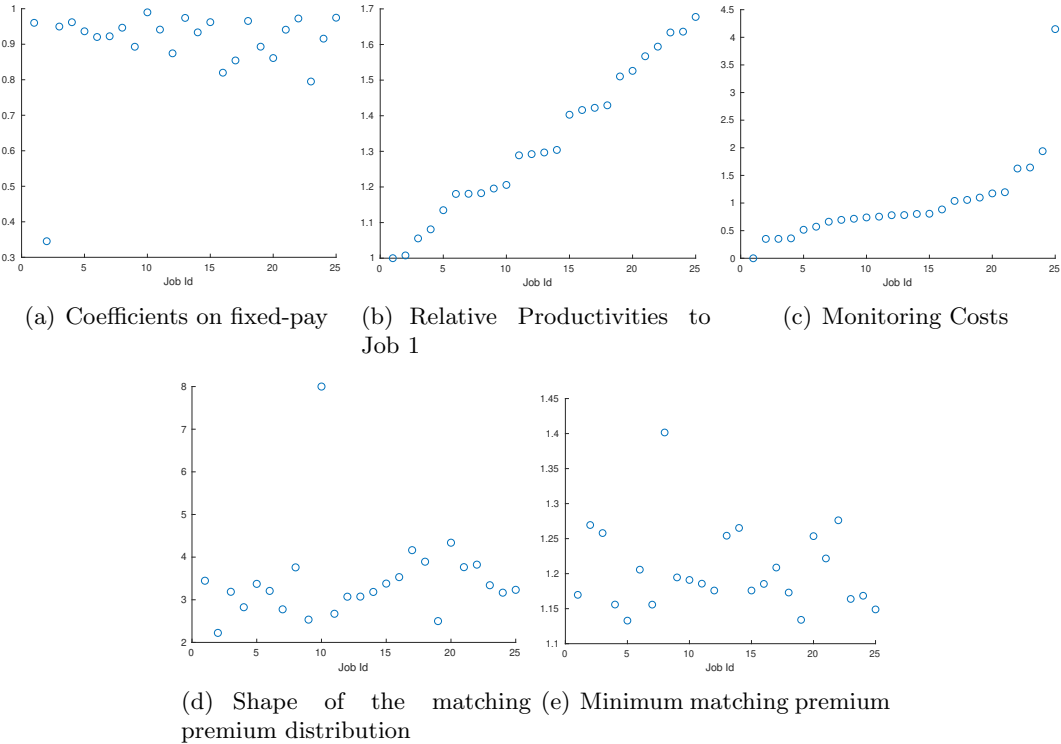 1
0.9
0.8
0.7
0.6
0.5
0.4
0.3
0 5 10 15 20 25
Job Id
(a) Coefficients on fixed-pay
1.7
1.6
1.5
1.4
1.3
1.2
1.1
1
0 5 10 15 20 25
Job Id
(b) Relative Productivities to
Job 1
4.5
4
3.5
3
2.5
2
1.5
1
0.5
0
0 5 10 15 20 25
Job Id
(c) Monitoring Costs
8
7
6
5
4
3
2
0 5 10 15 20 25
Job Id
(d) Shape of the matching
premium distribution
1.45
1.4
1.35
1.3
1.25
1.2
1.15
1.1
0 5 10 15 20 25
Job Id
(e) Minimum matching premium